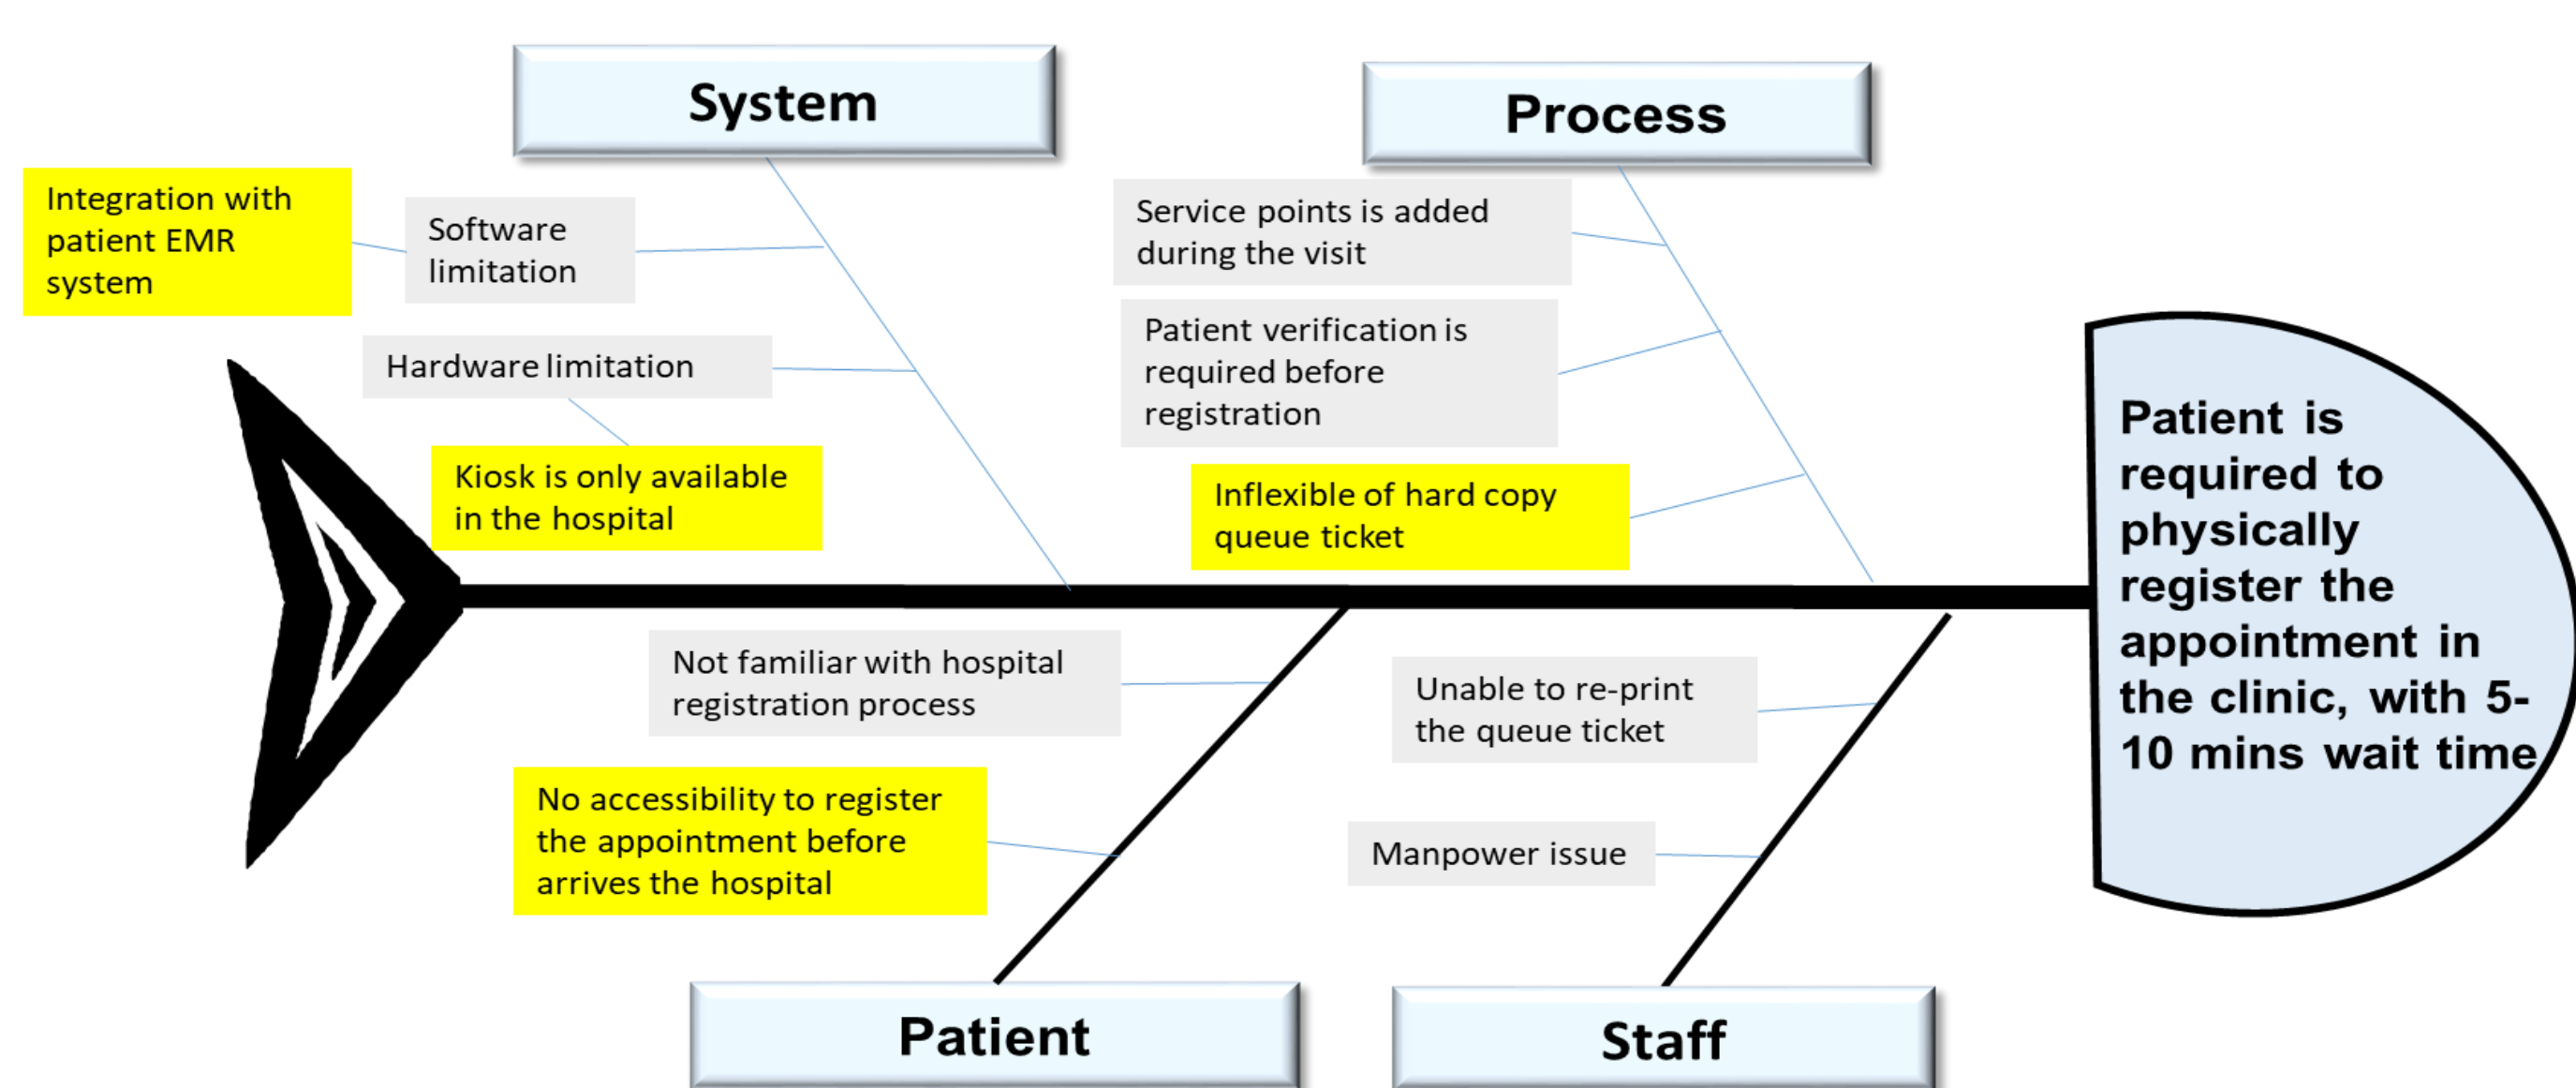 System
Process
Integration with
patient EMR
system
Software
limitation
Hardware limitation
Kiosk is only available
in the hospital
Service points is added
during the visit
Patient verification is
required before
registration
Inflexible of hard copy
queue ticket
Patient is
required to
physically
register the
appointment in
the clinic, with 5-
10 mins wait time
Not familiar with hospital
registration process
No accessibility to register
the appointment before
arrives the hospital
Unable to re-print
the queue ticket
Manpower issue
Patient
Staff